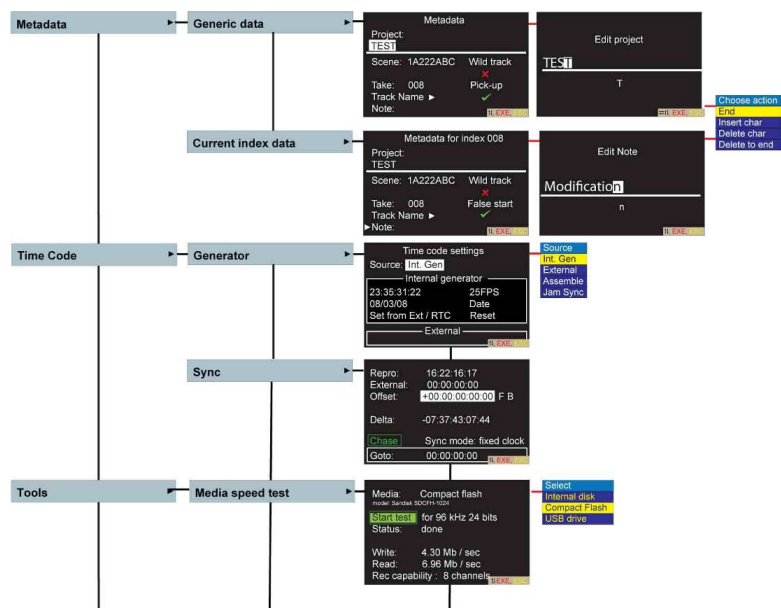 Metadata
Generic data
Metadata
Project:
TEST
Scene: 1A222ABC Wild track
Take: 008 Pick-up
Track Name
Note:
EXE,
Edit project
TEST
T
EXE,
Choose action
End
Insert char
Delete char
Delete to end
Current index data
Metadata for index 008
Project:
TEST
Scene: 1A222ABC Wild track
Take: 008 False start
Track Name
Note:
EXE,
Edit Note
Modification
n
EXE,
Time Code
Generator
Time code settings
Source: Int. Gen
Internal generator
23:35:31:22 25FPS
08/03/08 Date
Set from Ext / RTC Reset
External
EXE,
Source
Int. Gen
External
Assemble
Jam Sync
Sync
Repro: 16:22:16:17
External: 00:00:00:00
Offset: +00:00:00:00:00 F B
Delta: -07:37:43:07:44
Chase Sync mode: fixed clock
Goto: 00:00:00:00
EXE,
Tools
Media speed test
Media: Compact flash
model: Sandisk SDCFH-1024
Start test for 96 kHz 24 bits
Status: done
Write: 4.30 Mb / sec
Read: 6.96 Mb / sec
Rec capability : 8 channels
EXE,
Select
Internal disk
Compact Flash
USB drive